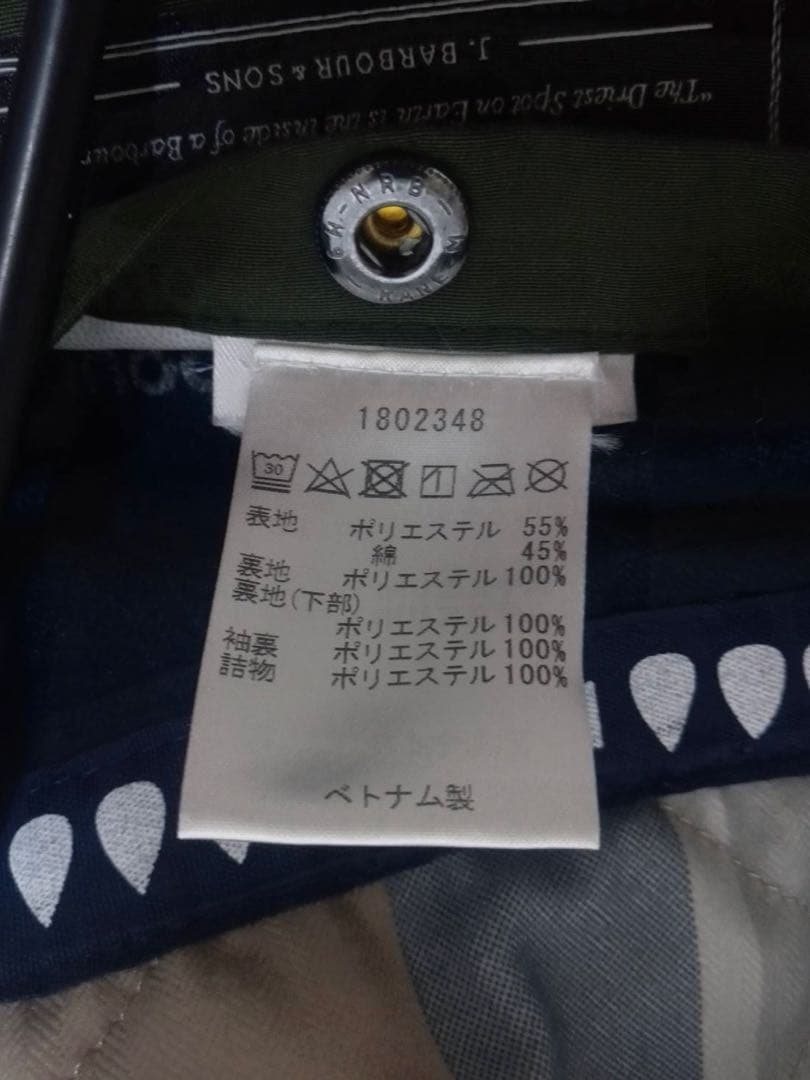 J. BARBOUR & SONS
"The Driest Spot on Earth is the inside of a Barbour
NRB
1802348
30
表地 ポリエステル 55%
綿 45%
裏地 ポリエステル 100%
裏地(下部)
ポリエステル 100%
袖裏 ポリエステル 100%
詰物 ポリエステル 100%
ベトナム製